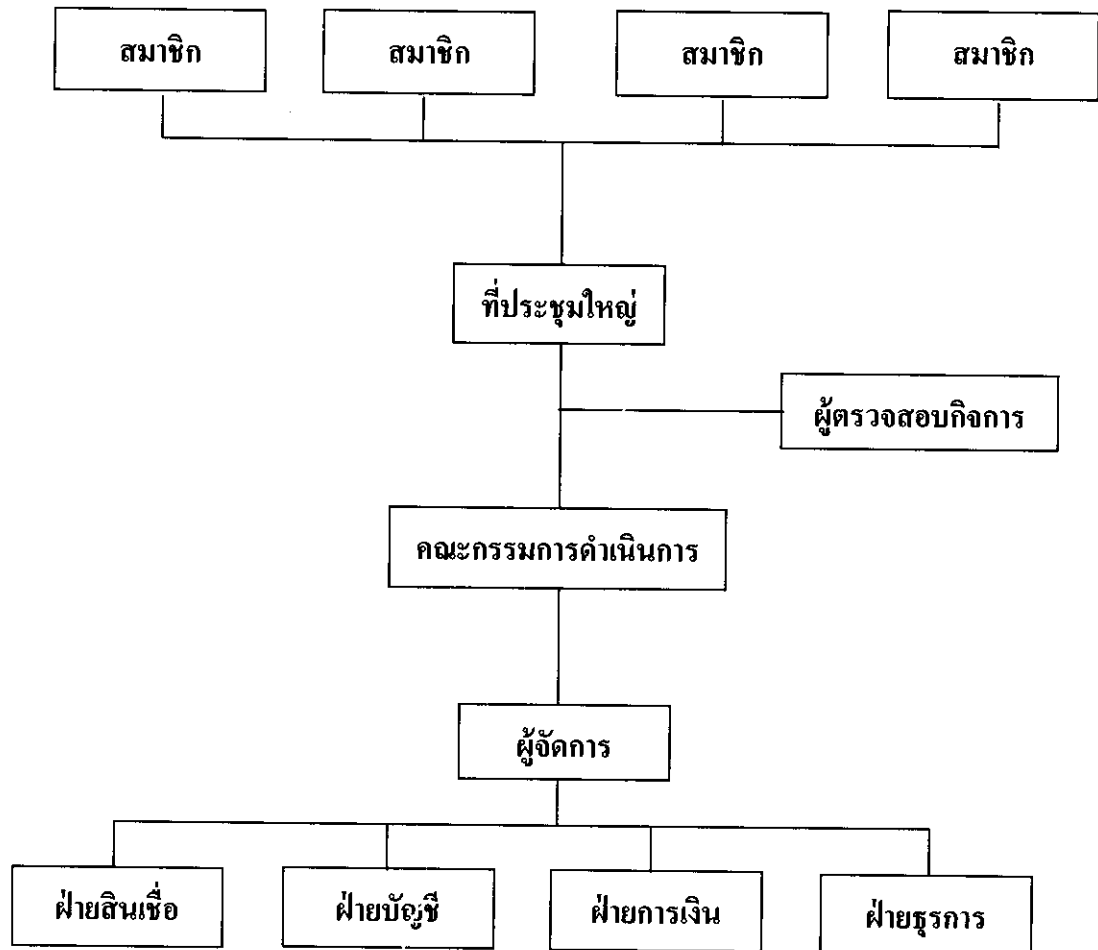 สมาชิก
สมาชิก
สมาชิก
สมาชิก
ที่ประชุมใหญ่
ผู้ตรวจสอบกิจการ
คณะกรรมการดำเนินการ
ผู้จัดการ
ฝ่ายสินเชื่อ
ฝ่ายบัญชี
ฝ่ายการเงิน
ฝ่ายธุรการ